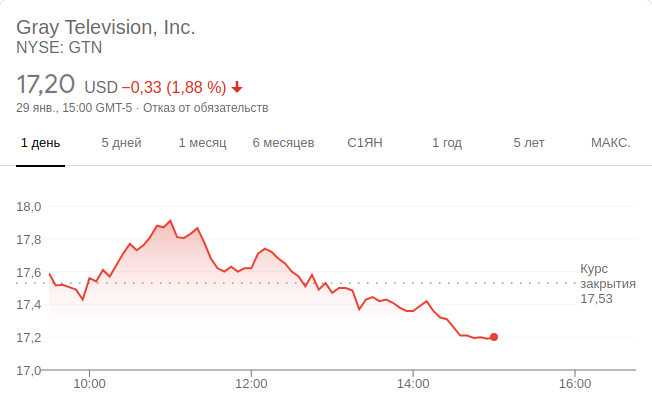 Gray Television, Inc.
NYSE: GTN
17,20 USD −0,33 (1,88 %)
29 янв., 15:00 GMT-5 · Отказ от обязательств
1 день 5 дней 1 месяц 6 месяцев С1ЯН 1 год 5 лет МАКС.
18,0
17,8
17,6
Курс
закрытия
17,53
17,4
17,2
17,0
10:00 12:00 14:00 16:00